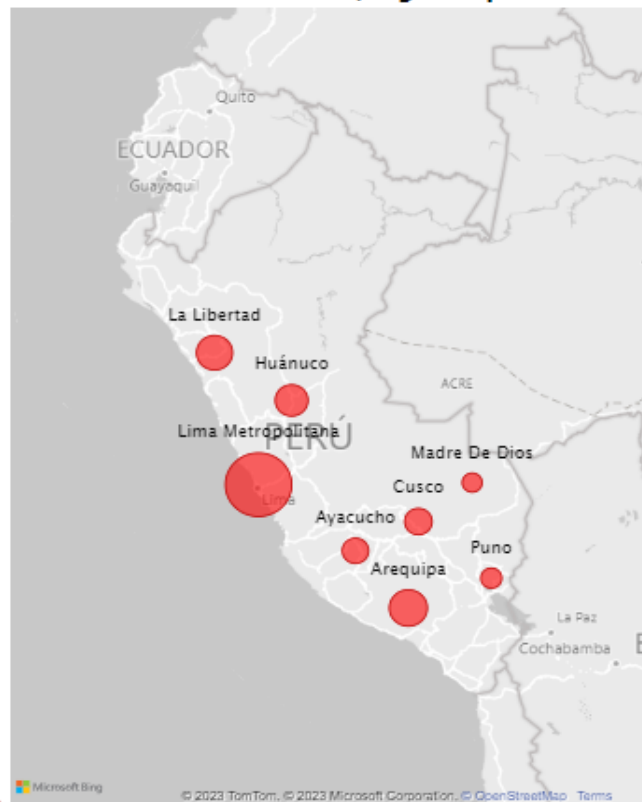 Quito
ECUADOR
Guayaquil
La Libertad
Huánuco
ACRE
PERÚ
Lima Metropolitana
Madre De Dios
Lima
Cusco
Ayacucho
Puno
Arequipa
La Paz
Cochabamba
Microsoft Bing
© 2023 TomTom, © 2023 Microsoft Corporation, © OpenStreetMap Terms